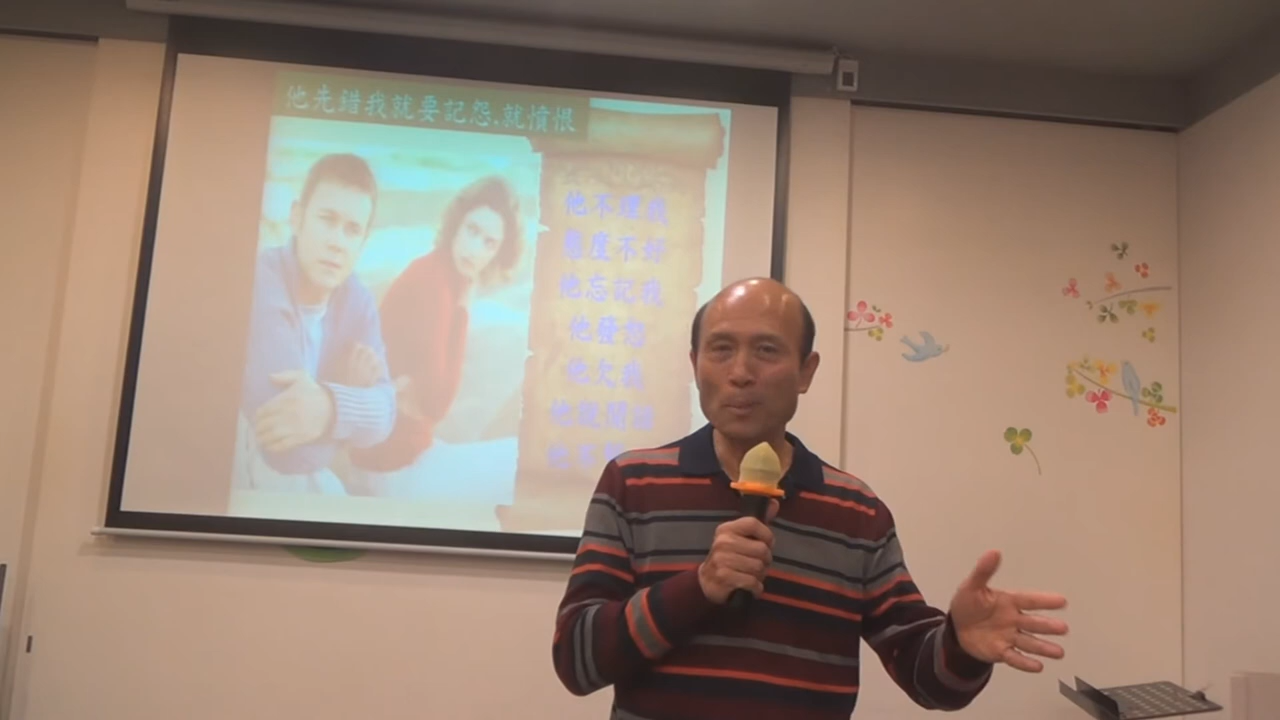 他先錯我就要記怨.就憤恨
他不理我
態度不好
他忘記我
他發怨
他欠我
他說閒話